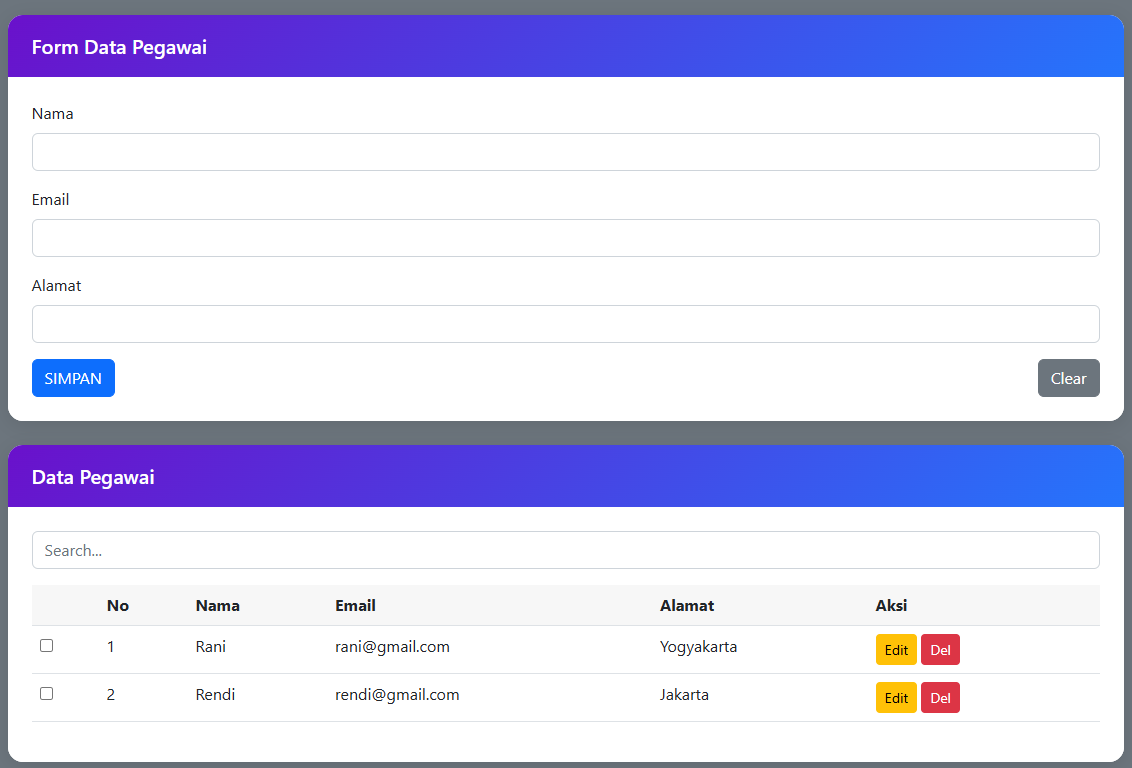 Form Data Pegawai
Nama
Email
Alamat
SIMPAN Clear
Data Pegawai
Search...
No Nama Email Alamat Aksi
1 Rani rani@gmail.com Yogyakarta Edit Del
2 Rendi rendi@gmail.com Jakarta Edit Del